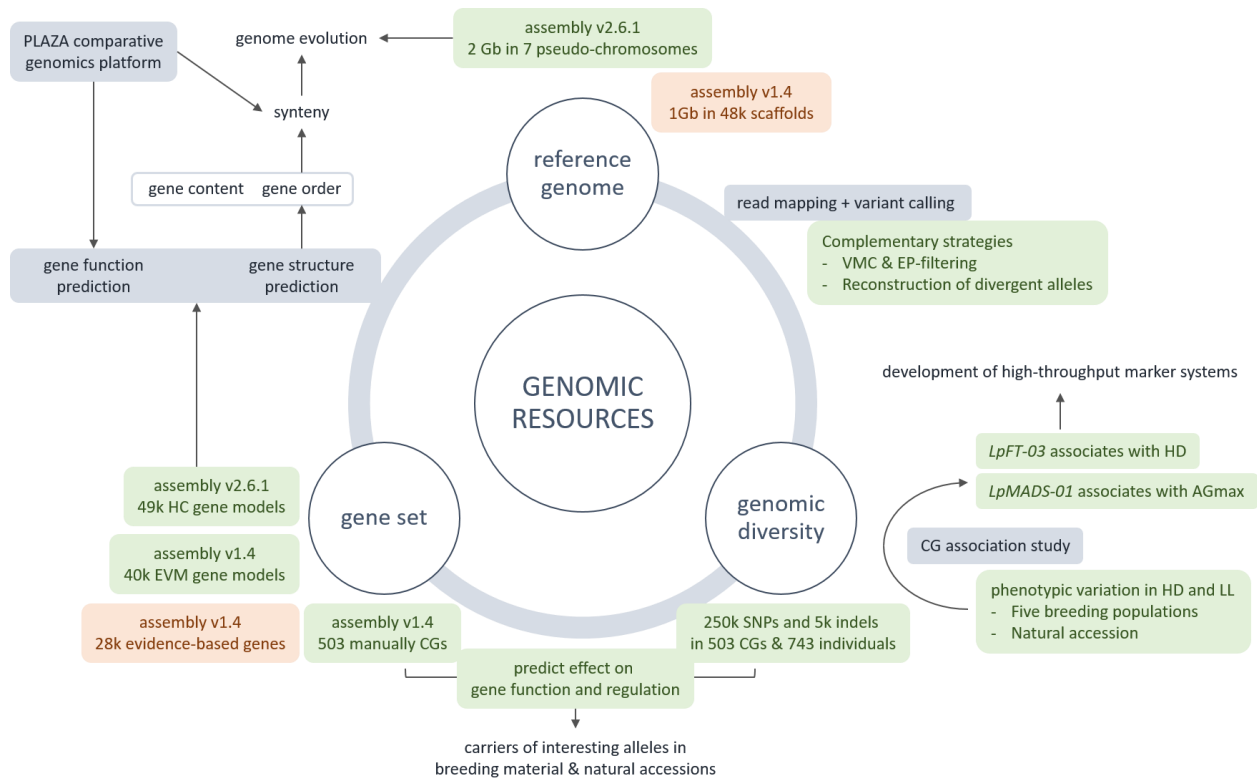 PLAZA comparative
genomics platform
genome evolution
assembly v2.6.1
2 Gb in 7 pseudo-chromosomes
assembly v1.4
1Gb in 48k scaffolds
synteny
reference
genome
gene content gene order
read mapping + variant calling
Complementary strategies
- VMC & EP-filtering
- Reconstruction of divergent alleles
gene function
prediction
gene structure
prediction
GENOMIC
RESOURCES
development of high-throughput marker systems
LpFT-03 associates with HD
LpMADS-01 associates with AGmax
assembly v2.6.1
49k HC gene models
gene set
genomic
diversity
CG association study
assembly v1.4
40k EVM gene models
phenotypic variation in HD and LL
- Five breeding populations
- Natural accession
assembly v1.4
28k evidence-based genes
assembly v1.4
503 manually CGs
250k SNPs and 5k indels
in 503 CGs & 743 individuals
predict effect on
gene function and regulation
carriers of interesting alleles in
breeding material & natural accessions